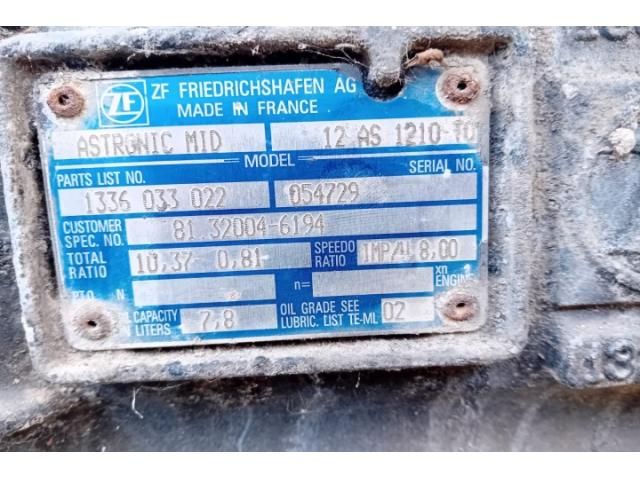 ZF ZF FRIEDRICHSHAFEN AG
MADE IN FRANCE
ASTRONIC MID 12 AS 1210 TO
MODEL
PARTS LIST NO. SERIAL NO.
1336 033 022 054729
CUSTOMER SPEC. NO. 81 32004-6194
TOTAL RATIO 10,37- 0,81 SPEEDO RATIO IMP/U 8,00
PTO N n= xn ENGINE
CAPACITY IN LITERS 7,8 OIL GRADE SEE LUBRIC. LIST TE-ML 02
13